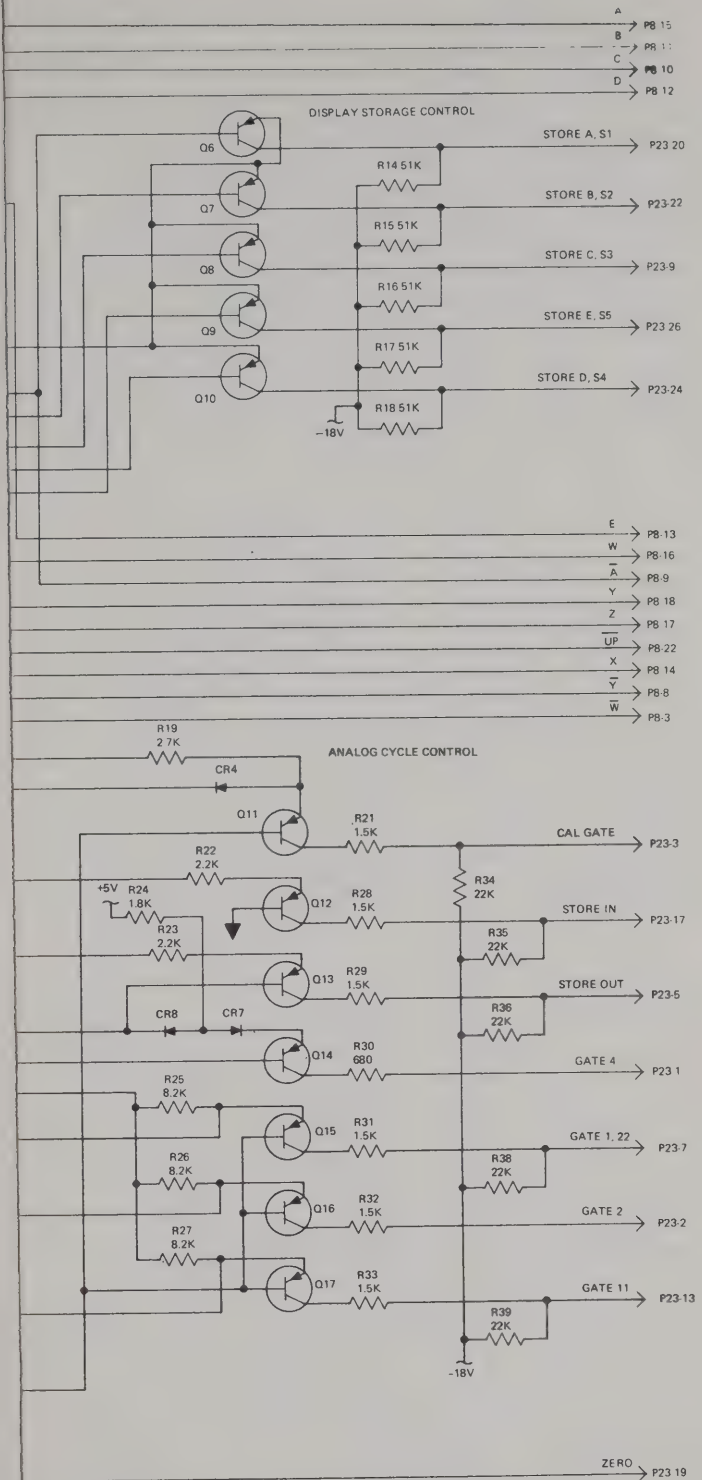 A
P8 15
B
P8 1
C
P8 10
D
P8 12
DISPLAY STORAGE CONTROL
Q6
STORE A, S1
P23 20
R14 51K
Q7
STORE B, S2
P23-22
R15 51K
Q8
STORE C, S3
P23-9
R16 51K
Q9
STORE E, S5
P23 26
R17 51K
Q10
STORE D, S4
P23-24
R18 51K
-18V
E
P8-13
W
P8-16
A̅
P8-9
Y
P8 18
Z
P8 17
U̅P̅
P8-22
X
P8 14
Y̅
P8-8
W̅
P8-3
R19
2 7K
ANALOG CYCLE CONTROL
CR4
Q11
R21
1.5K
CAL GATE
P23-3
R22
2.2K
R34
22K
+5V
R24
1.8K
Q12
R28
1.5K
STORE IN
P23-17
R23
2.2K
R35
22K
Q13
R29
1.5K
STORE OUT
P23-5
CR8
CR7
R36
22K
Q14
R30
680
GATE 4
P23 1
R25
8.2K
Q15
R31
1.5K
GATE 1, 22
P23-7
R26
8.2K
R38
22K
Q16
R32
1.5K
GATE 2
P23-2
R27
8.2K
Q17
R33
1.5K
GATE 11
P23-13
R39
22K
-18V
ZERO
P23 19